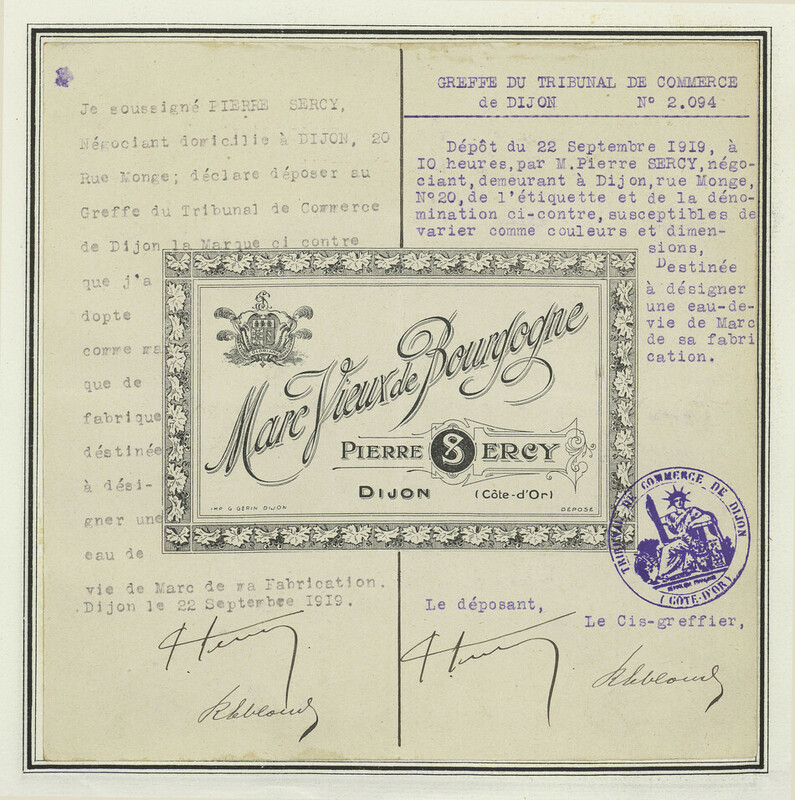 Je soussigné PIERRE SERCY,
Négociant domicilie à DIJON, 20
Rue Monge; déclare déposer au
Greffe du Tribunal de Commerce
de Dijon la Marque ci contre
que j'a
dopte
comme mar
que de
fabrique
déstinée
à dési-
gner une
eau de
vie de Marc de ma Fabrication.
Dijon le 22 Septembre 1919.
GREFFE DU TRIBUNAL DE COMMERCE
de DIJON N° 2.094
Dépôt du 22 Septembre 1919, à
10 heures, par M. Pierre SERCY, négo-
ciant, demeurant à Dijon, rue Monge,
N°20, de l'étiquette et de la déno-
mination ci-contre, susceptibles de
varier comme couleurs et dimen-
sions,
Destinée
à désigner
une eau-de-
vie de Marc
de sa fabri
cation.
Marc Vieux de Bourgogne
PIERRE SERCY
DIJON (Côte-d'Or)
IMP. G. GÉRIN DIJON DÉPOSÉ
TRIBUNAL DE COMMERCE DE DIJON
(CÔTE-D'OR)
Le déposant,
Le Cis-greffier,